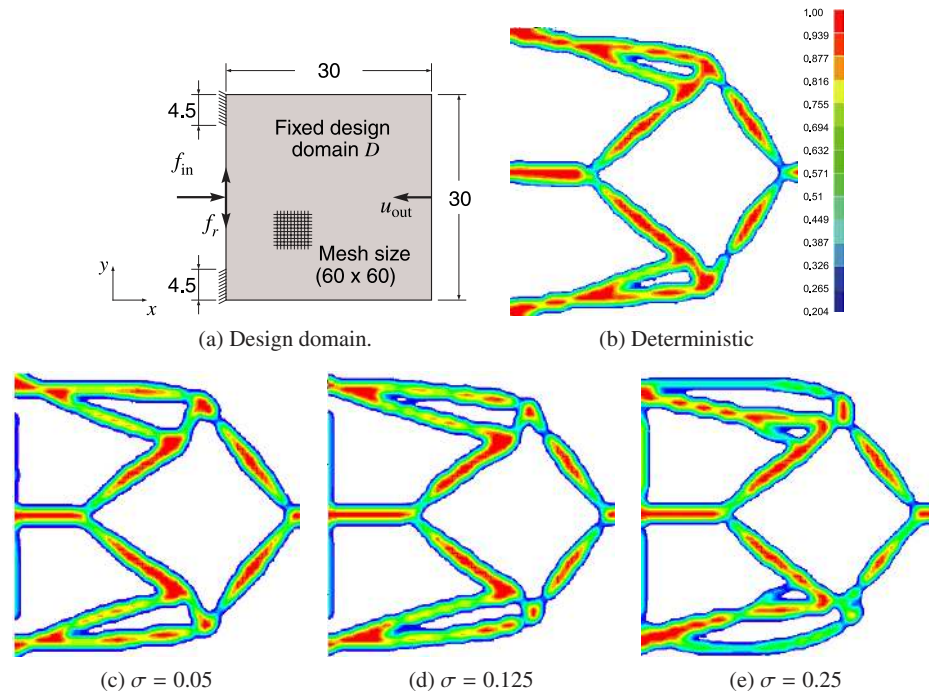 30
4.5
Fixed design
domain D
f_in
30
u_out
f_r
Mesh size
(60 x 60)
4.5
y
x
(a) Design domain.
1.00
0.939
0.877
0.816
0.755
0.694
0.632
0.571
0.51
0.449
0.387
0.326
0.265
0.204
(b) Deterministic
(c) σ = 0.05
(d) σ = 0.125
(e) σ = 0.25